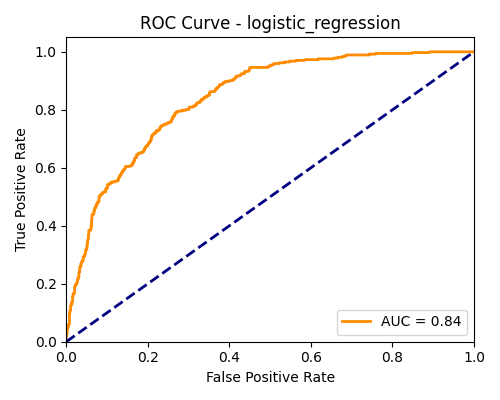 ROC Curve - logistic_regression
1.0
0.8
0.6
0.4
0.2
0.0
True Positive Rate
AUC = 0.84
0.0 0.2 0.4 0.6 0.8 1.0
False Positive Rate